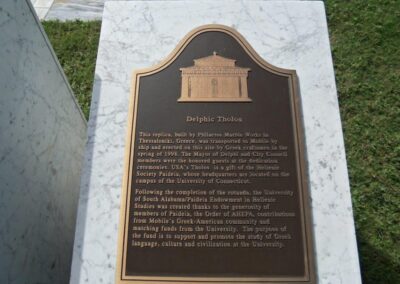 Delphic Tholos
This replica, built by Philarros Marble Works in
Thessaloniki, Greece, was transported to Mobile by
ship and erected on this site by Greek craftsmen in the
spring of 1998. The Mayor of Delphi and City Council
members were the honored guests at the dedication
ceremonies. USA's Tholos is a gift of the Hellenic
Society Paideia, whose headquarters are located on the
campus of the University of Connecticut.
Following the completion of the rotunda, the University
of South Alabama/Paideia Endowment in Hellenic
Studies was created thanks to the generosity of
members of Paideia, the Order of AHEPA, contributions
from Mobile's Greek-American community and
matching funds from the University. The purpose of
the fund is to support and promote the study of Greek
language, culture and civilization at the University.